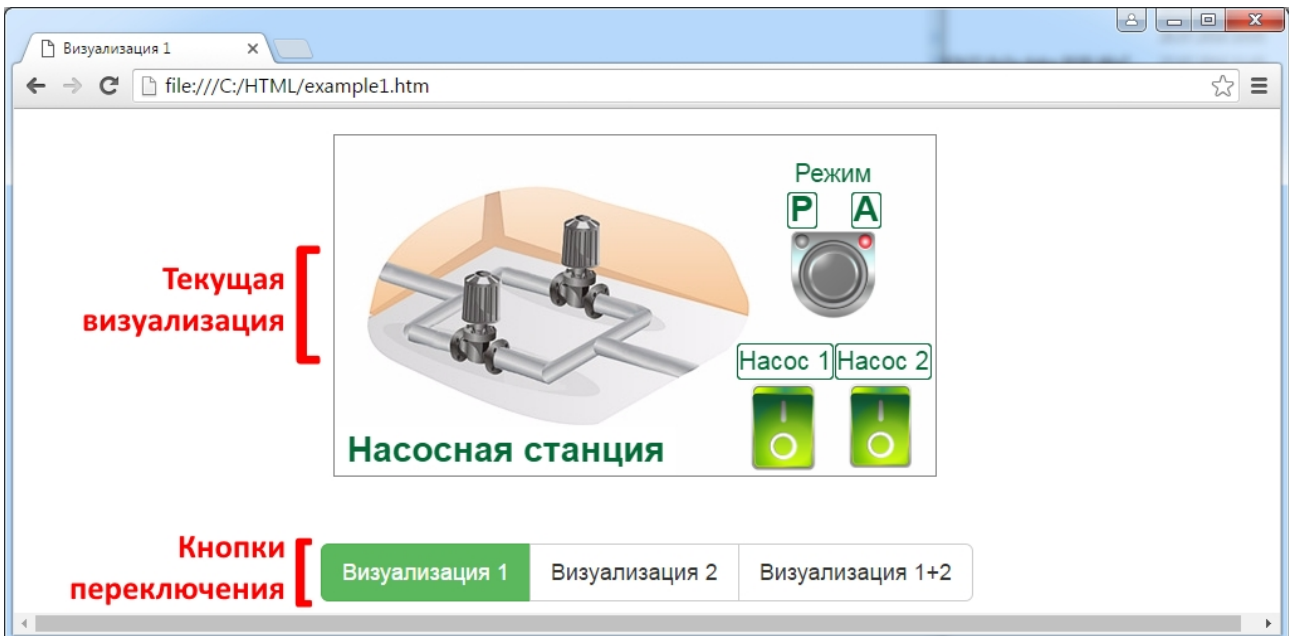 Визуализация 1
file:///C:/HTML/example1.htm
Режим
Р А
Текущая
визуализация
Насос 1 Насос 2
Насосная станция
Кнопки
переключения
Визуализация 1 Визуализация 2 Визуализация 1+2